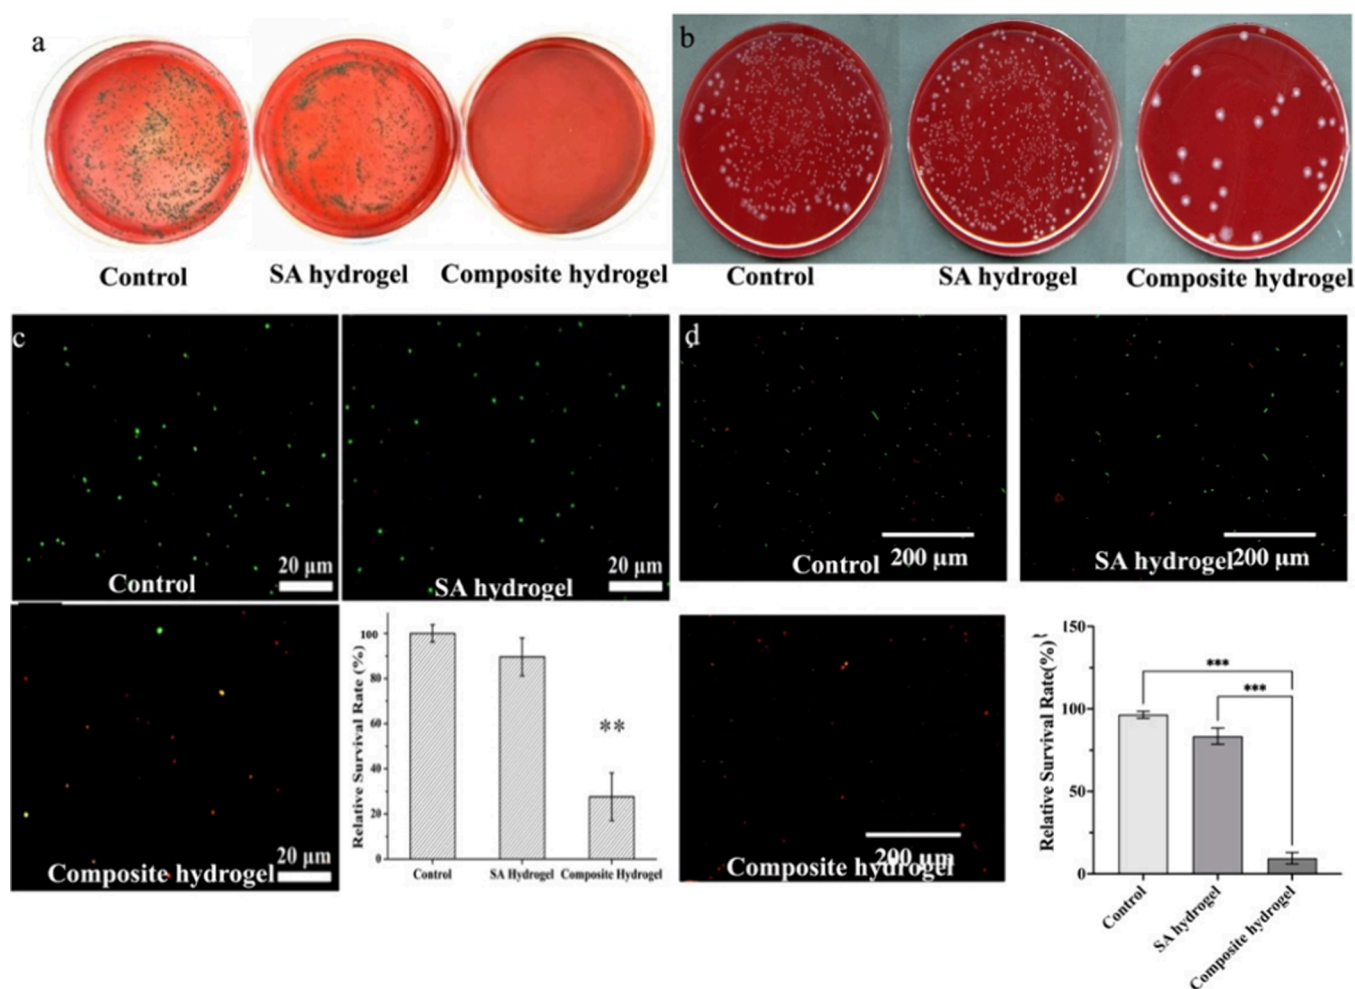 a
Control
SA hydrogel
Composite hydrogel
b
Control
SA hydrogel
Composite hydrogel
c
20 μm
Control
20 μm
SA hydrogel
d
Control
200 μm
SA hydrogel
200 μm
20 μm
Composite hydrogel
Relative Survival Rate (%)
100
80
60
40
20
0
**
Control
SA Hydrogel
Composite Hydrogel
200 μm
Composite hydrogel
Relative Survival Rate(%)
150
100
50
0
***
***
Control
SA hydrogel
Composite hydrogel